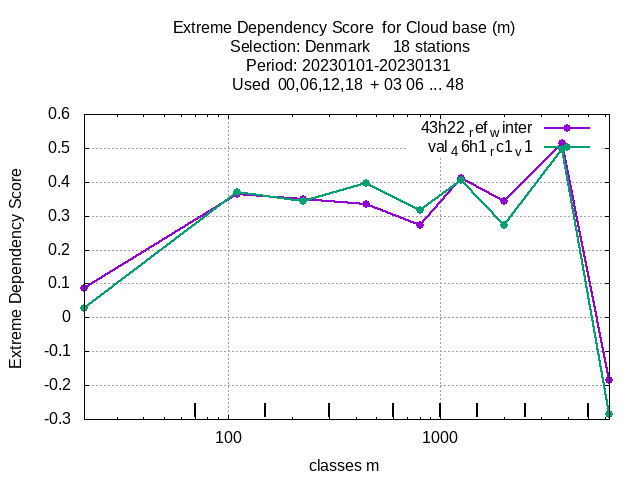 Extreme Dependency Score  for Cloud base (m)
Selection: Denmark     18 stations
Period: 20230101-20230131
Used  00,06,12,18  + 03 06 ... 48
43h22refwinter
val46h1rc1v1
Extreme Dependency Score
0.6
0.5
0.4
0.3
0.2
0.1
0
-0.1
-0.2
-0.3
100
1000
classes m